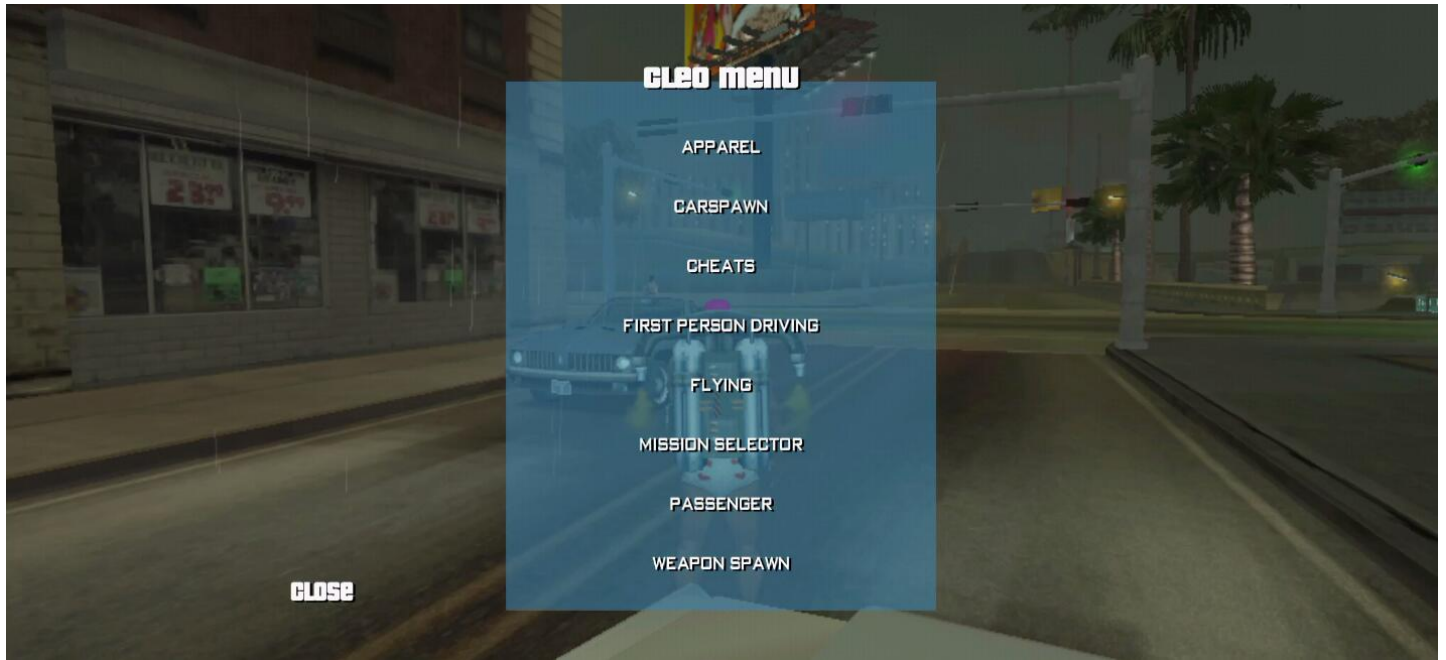 CLEO MENU
APPAREL
CARSPAWN
CHEATS
FIRST PERSON DRIVING
FLYING
MISSION SELECTOR
PASSENGER
WEAPON SPAWN
CLOSE